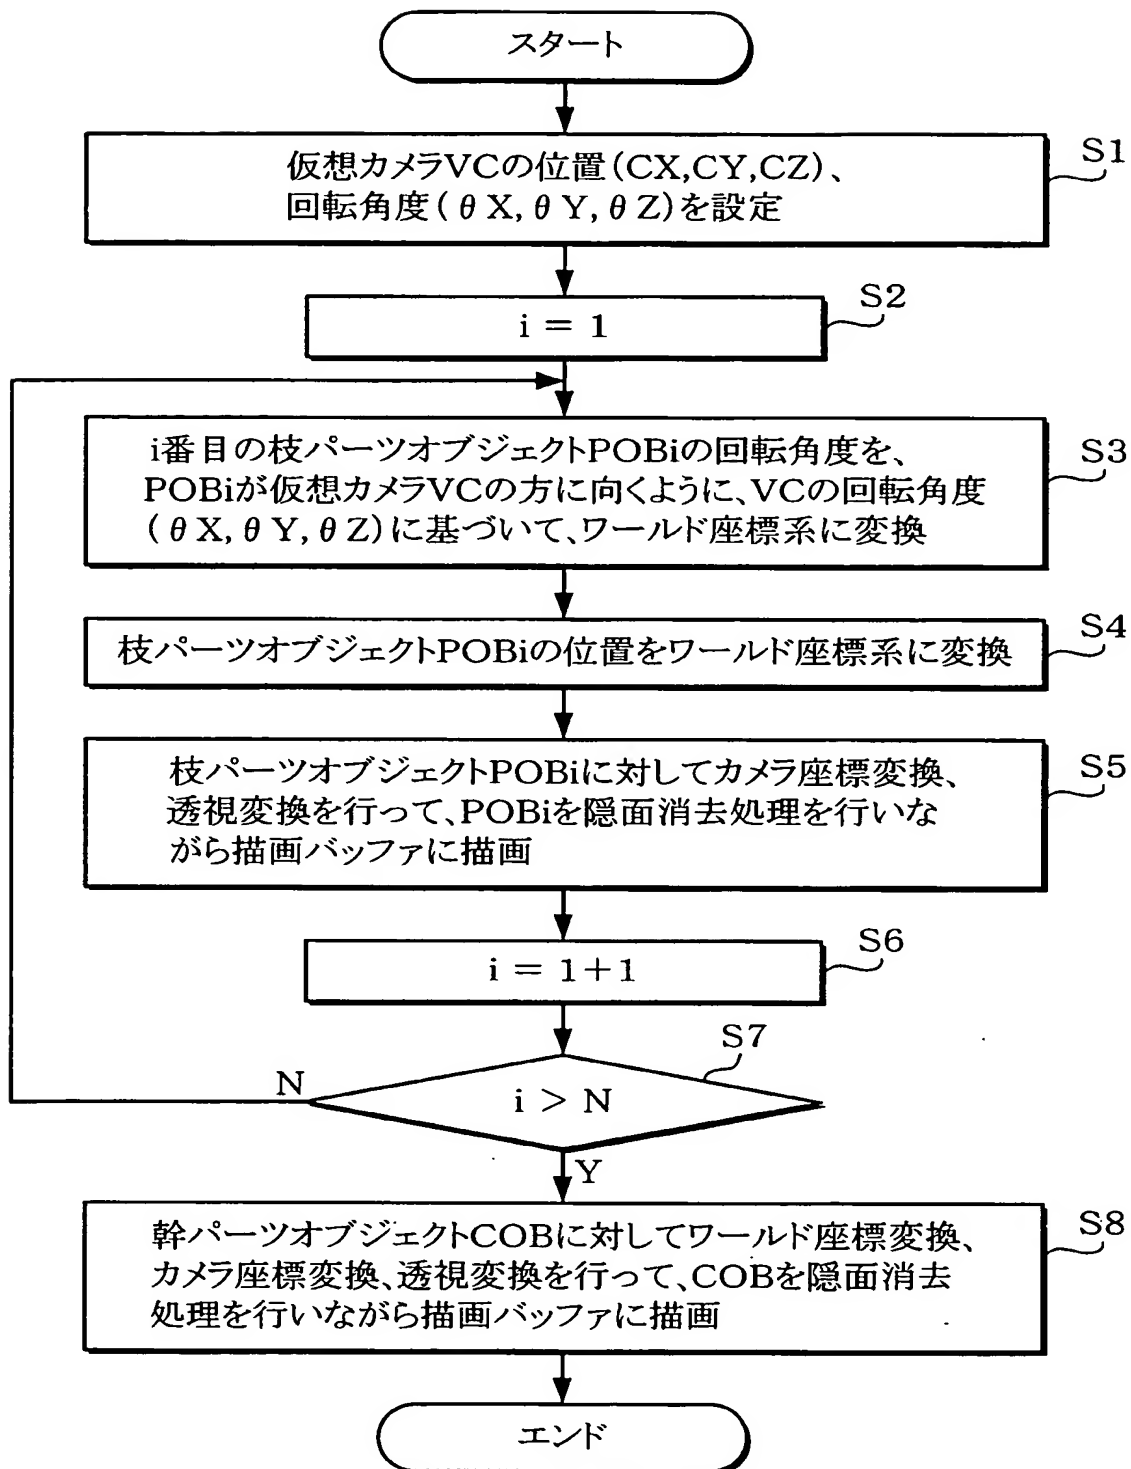 スタート
仮想カメラVCの位置(CX,CY,CZ)、
回転角度(θX,θY,θZ)を設定
S1
i = 1
S2
i番目の枝パーツオブジェクトPOBiの回転角度を、
POBiが仮想カメラVCの方に向くように、VCの回転角度
(θX,θY,θZ)に基づいて、ワールド座標系に変換
S3
枝パーツオブジェクトPOBiの位置をワールド座標系に変換
S4
枝パーツオブジェクトPOBiに対してカメラ座標変換、
透視変換を行って、POBiを隠面消去処理を行いな
がら描画バッファに描画
S5
i = 1+1
S6
S7
N
i > N
Y
幹パーツオブジェクトCOBに対してワールド座標変換、
カメラ座標変換、透視変換を行って、COBを隠面消去
処理を行いながら描画バッファに描画
S8
エンド